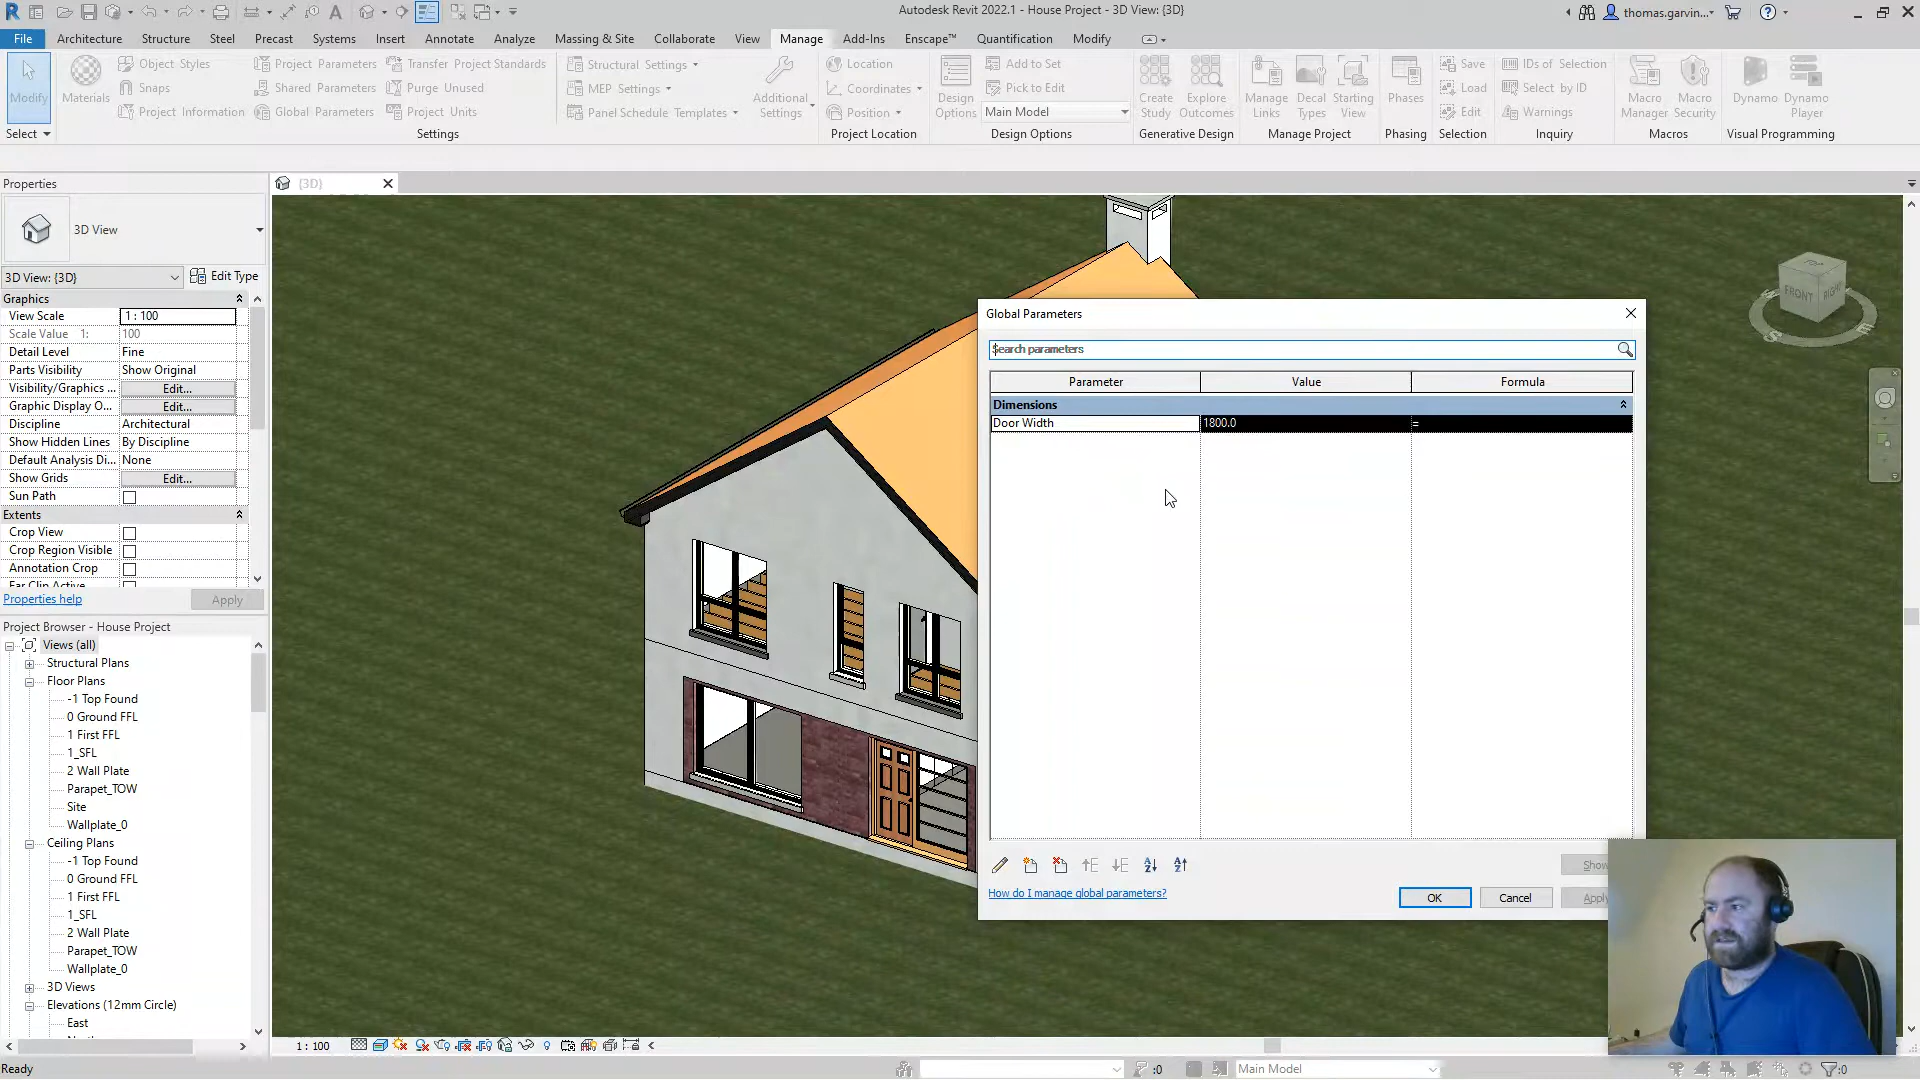 Autodesk Revit 2022.1 - House Project - 3D View: {3D}
thomas.garvin...
File Architecture Structure Steel Precast Systems Insert Annotate Analyze Massing & Site Collaborate View Manage Add-Ins Enscape™ Quantification Modify
Modify
Select
Materials
Object Styles
Snaps
Project Information
Project Parameters
Shared Parameters
Global Parameters
Transfer Project Standards
Purge Unused
Project Units
Settings
Structural Settings
MEP Settings
Panel Schedule Templates
Additional Settings
Location
Coordinates
Position
Project Location
Design Options
Add to Set
Pick to Edit
Main Model
Design Options
Create Study
Explore Outcomes
Generative Design
Manage Links
Decal Types
Starting View
Manage Project
Phases
Phasing
Save
Load
Edit
Selection
IDs of Selection
Select by ID
Warnings
Inquiry
Macro Manager
Macro Security
Macros
Dynamo
Dynamo Player
Visual Programming
Properties
{3D}
3D View
3D View: {3D} Edit Type
Graphics
View Scale 1 : 100
Scale Value 1: 100
Detail Level Fine
Parts Visibility Show Original
Visibility/Graphics ... Edit...
Graphic Display O... Edit...
Discipline Architectural
Show Hidden Lines By Discipline
Default Analysis Di... None
Show Grids Edit...
Sun Path
Extents
Crop View
Crop Region Visible
Annotation Crop
Far Clip Active
Properties help Apply
Project Browser - House Project
Views (all)
Structural Plans
Floor Plans
-1 Top Found
0 Ground FFL
1 First FFL
1_SFL
2 Wall Plate
Parapet_TOW
Site
Wallplate_0
Ceiling Plans
-1 Top Found
0 Ground FFL
1 First FFL
1_SFL
2 Wall Plate
Parapet_TOW
Wallplate_0
3D Views
Elevations (12mm Circle)
East
FRONT RIGHT
S E
Global Parameters
Search parameters
Parameter Value Formula
Dimensions
Door Width 1800.0 =
Show
How do I manage global parameters?
OK Cancel Apply
1 : 100
Ready
:0
Main Model
:0